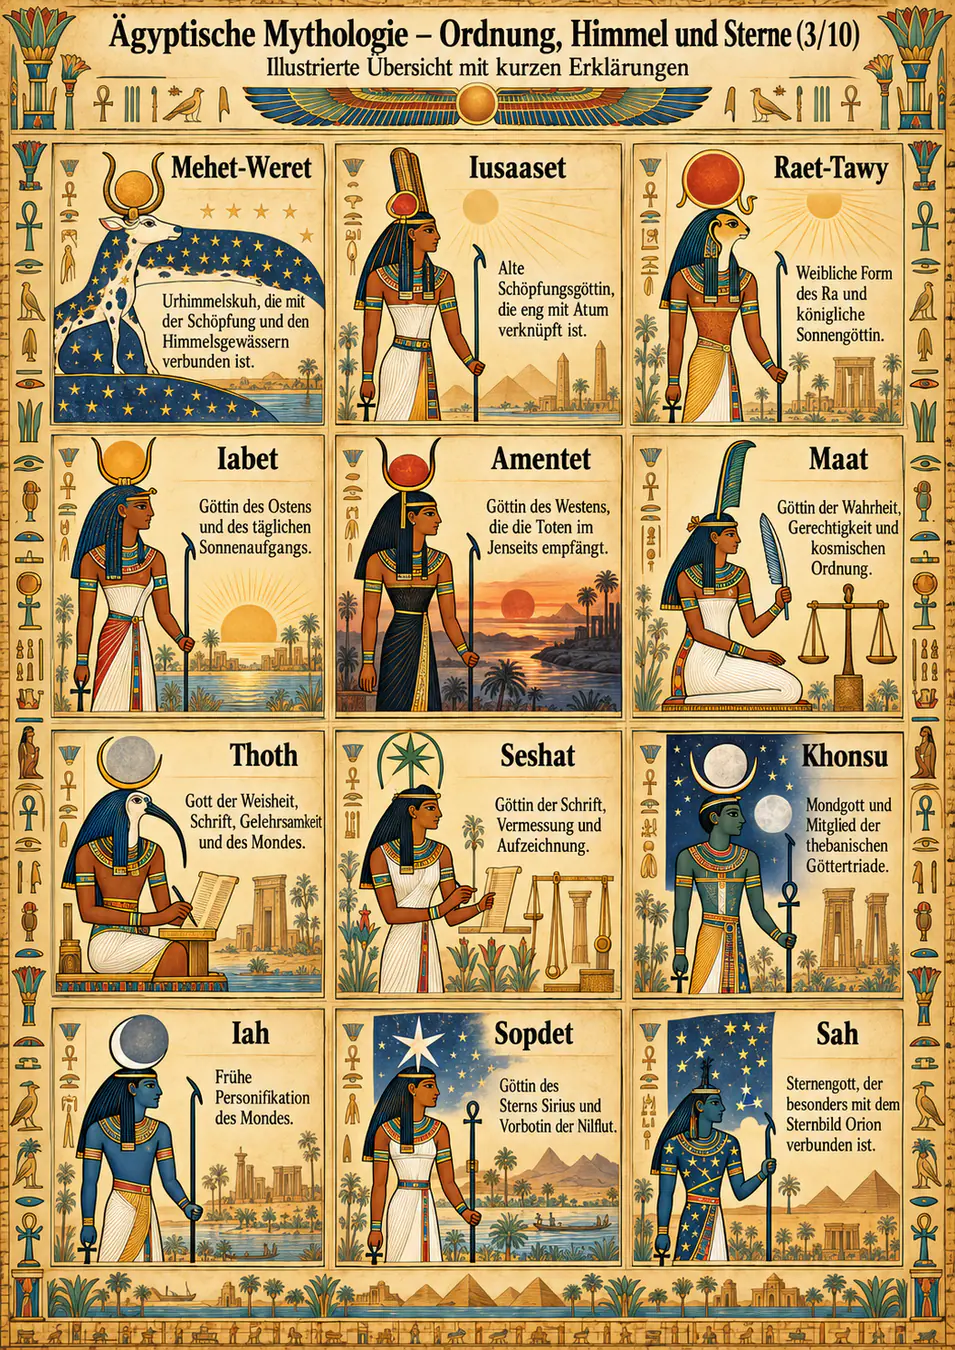 Ägyptische Mythologie – Ordnung, Himmel und Sterne (3/10)
Illustrierte Übersicht mit kurzen Erklärungen
Mehet-Weret
Urhimmelskuh, die mit
der Schöpfung und den
Himmelsgewässern
verbunden ist.
Iusaaset
Alte
Schöpfungsgöttin,
die eng mit Atum
verknüpft ist.
Raet-Tawy
Weibliche Form
des Ra und
königliche
Sonnengöttin.
Iabet
Göttin des Ostens
und des täglichen
Sonnenaufgangs.
Amentet
Göttin des Westens,
die die Toten im
Jenseits empfängt.
Maat
Göttin der Wahrheit,
Gerechtigkeit und
kosmischen
Ordnung.
Thoth
Gott der Weisheit,
Schrift, Gelehrsamkeit
und des Mondes.
Seshat
Göttin der Schrift,
Vermessung und
Aufzeichnung.
Khonsu
Mondgott und
Mitglied der
thebanischen
Göttertriade.
Iah
Frühe
Personifikation
des Mondes.
Sopdet
Göttin des
Sterns Sirius und
Vorbotin der Nilflut.
Sah
Sternengott, der
besonders mit dem
Sternbild Orion
verbunden ist.